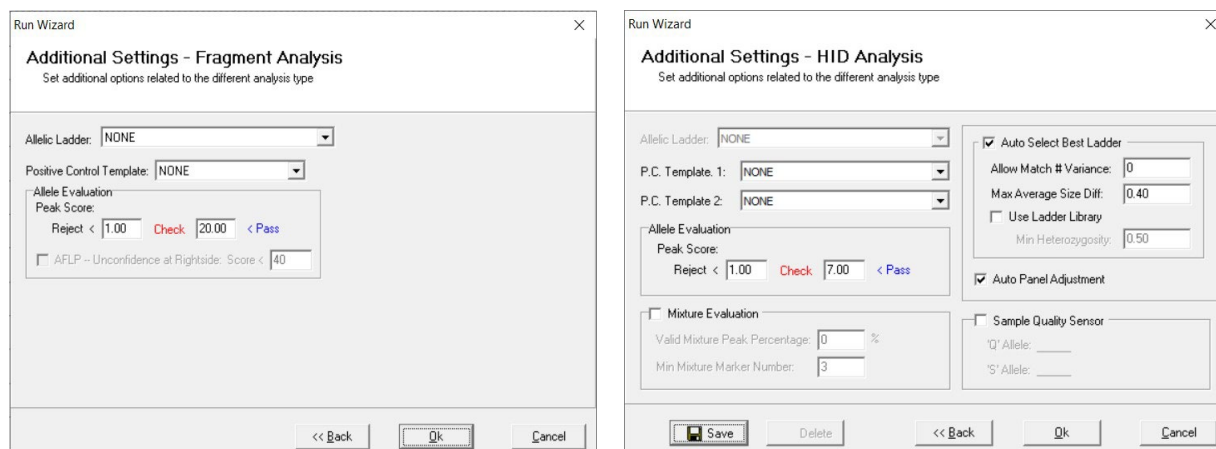 Run Wizard
Additional Settings - Fragment Analysis
Set additional options related to the different analysis type
Allelic Ladder: NONE
Positive Control Template: NONE
Allele Evaluation
Peak Score:
Reject < 1.00 Check 20.00 < Pass
AFLP -- Unconfidence at Rightside: Score < 40
<< Back Ok Cancel
Run Wizard
Additional Settings - HID Analysis
Set additional options related to the different analysis type
Allelic Ladder: NONE
P.C. Template. 1: NONE
P.C. Template 2: NONE
Allele Evaluation
Peak Score:
Reject < 1.00 Check 7.00 < Pass
Mixture Evaluation
Valid Mixture Peak Percentage: 0 %
Min Mixture Marker Number: 3
Auto Select Best Ladder
Allow Match # Variance: 0
Max Average Size Diff: 0.40
Use Ladder Library
Min Heterozygosity: 0.50
Auto Panel Adjustment
Sample Quality Sensor
'Q' Allele: _____
'S' Allele: _____
Save Delete << Back Ok Cancel